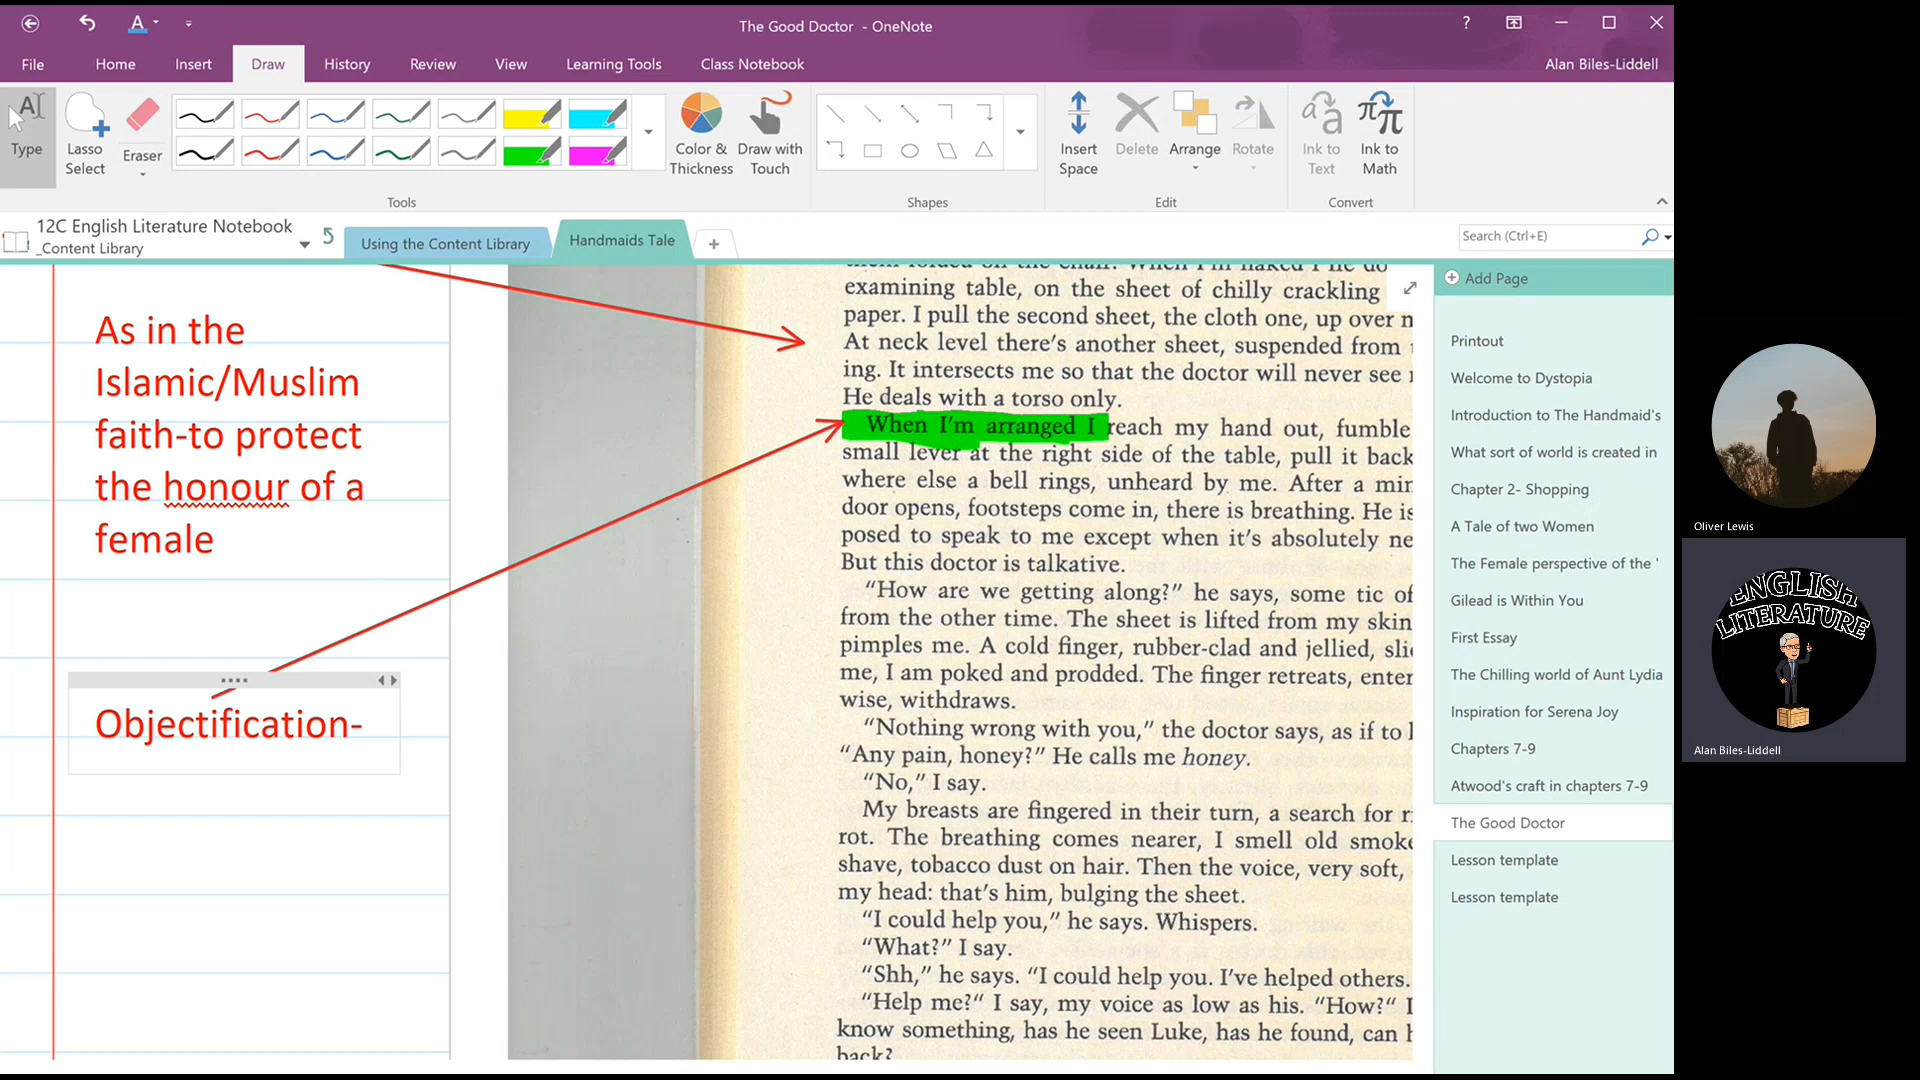 The Good Doctor - OneNote
?
File
Home
Insert
Draw
History
Review
View
Learning Tools
Class Notebook
Alan Biles-Liddell
Type
Lasso
Select
Eraser
Color &
Thickness
Draw with
Touch
Insert
Space
Delete
Arrange
Rotate
Ink to
Text
Ink to
Math
Tools
Shapes
Edit
Convert
12C English Literature Notebook
_Content Library
Using the Content Library
Handmaids Tale
Search (Ctrl+E)
As in the
Islamic/Muslim
faith-to protect
the honour of a
female
Objectification-
them folded on the chair. When I'm naked I lie do
examining table, on the sheet of chilly crackling
paper. I pull the second sheet, the cloth one, up over
At neck level there's another sheet, suspended from
ing. It intersects me so that the doctor will never see
He deals with a torso only.
When I'm arranged I reach my hand out, fumble
small lever at the right side of the table, pull it back
where else a bell rings, unheard by me. After a min
door opens, footsteps come in, there is breathing. He is
posed to speak to me except when it's absolutely ne
But this doctor is talkative.
“How are we getting along?” he says, some tic of
from the other time. The sheet is lifted from my skin
pimples me. A cold finger, rubber-clad and jellied, sli
me, I am poked and prodded. The finger retreats, enter
wise, withdraws.
“Nothing wrong with you,” the doctor says, as if to
“Any pain, honey?” He calls me honey.
“No,” I say.
My breasts are fingered in their turn, a search for
rot. The breathing comes nearer, I smell old smoke
shave, tobacco dust on hair. Then the voice, very soft,
my head: that's him, bulging the sheet.
“I could help you,” he says. Whispers.
“What?” I say.
“Shh,” he says. “I could help you. I've helped others.
“Help me?“ I say, my voice as low as his. “How?“ I
know something, has he seen Luke, has he found, can
back?
Add Page
Printout
Welcome to Dystopia
Introduction to The Handmaid's
What sort of world is created in
Chapter 2- Shopping
A Tale of two Women
The Female perspective of the '
Gilead is Within You
First Essay
The Chilling world of Aunt Lydia
Inspiration for Serena Joy
Chapters 7-9
Atwood's craft in chapters 7-9
The Good Doctor
Lesson template
Lesson template
Oliver Lewis
ENGLISH
LITERATURE
Alan Biles-Liddell